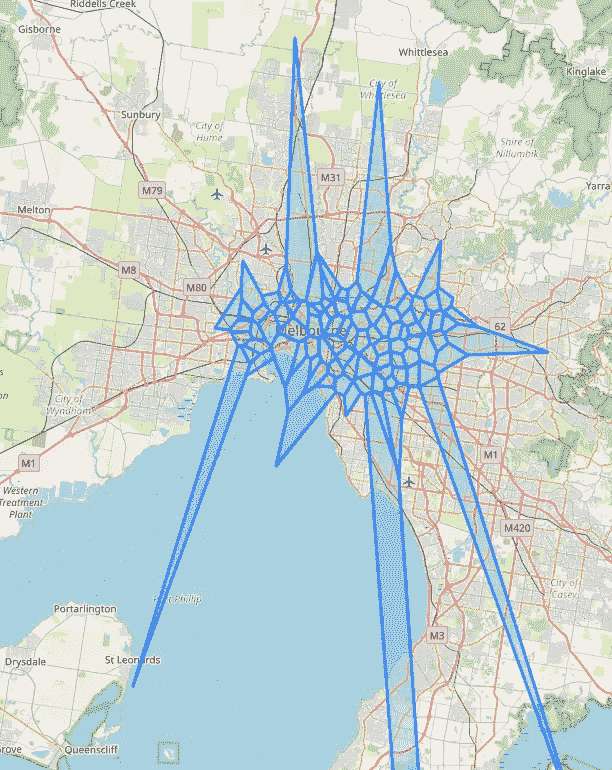 Riddells Creek
Gisborne
Whittlesea
Kinglake
City of
Whittlesea
Sunbury
City of
Hume
Shire of
Nillumbik
M31
M79
Yarra
Melton
M8
M80
62
Melbourne
City of
Wyndham
M1
M1
Western
Treatment
Plant
M420
City of
Casey
Port Phillip
Portarlington
M3
Drysdale
St Leonards
Grove
Queenscliff